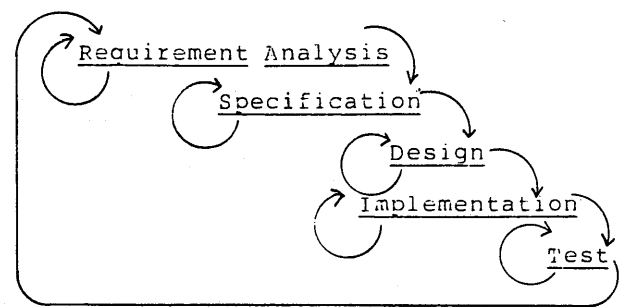 Requirement Analysis
Specification
Design
Implementation
Test